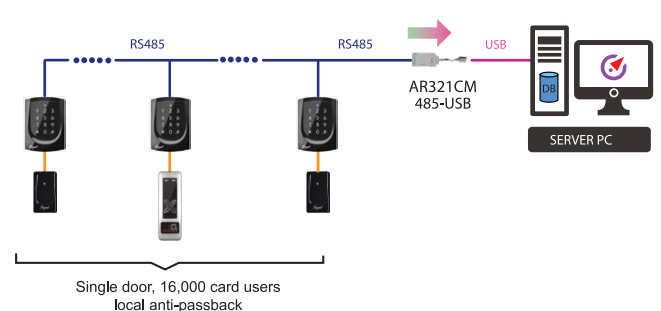 RS485
RS485
USB
AR321CM
485-USB
DB
SERVER PC
Single door, 16,000 card users
local anti-passback